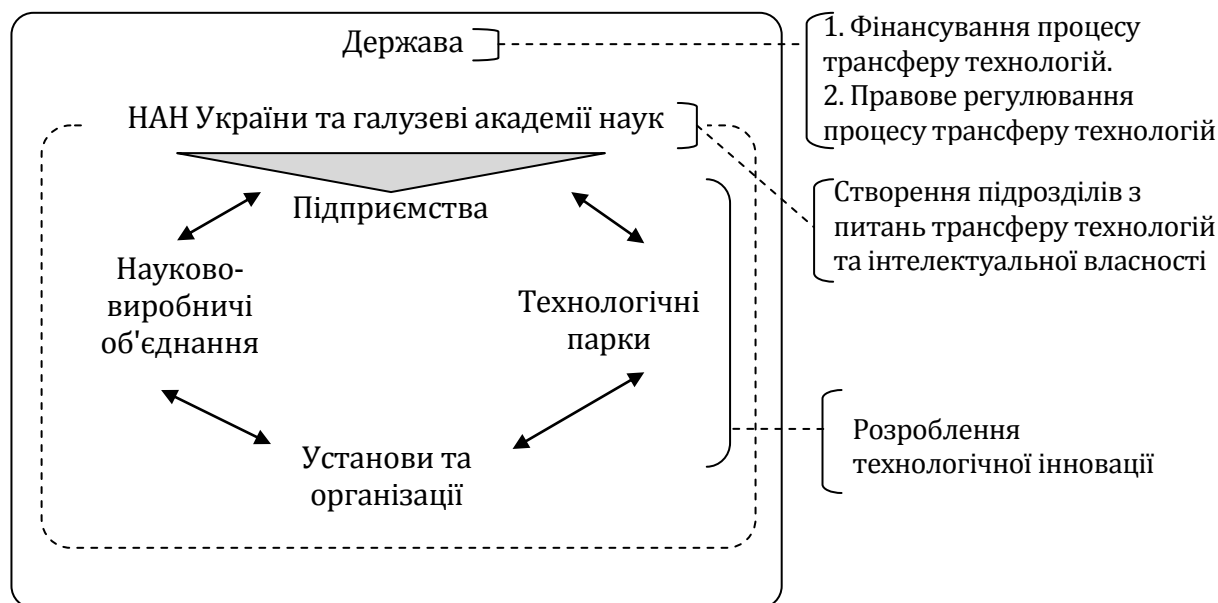 Держава
1. Фінансування процесу
трансферу технологій.
2. Правове регулювання
процесу трансферу технологій
НАН України та галузеві академії наук
Створення підрозділів з
питань трансферу технологій
та інтелектуальної власності
Підприємства
Науково-
виробничі
об'єднання
Технологічні
парки
Установи та
організації
Розроблення
технологічної інновації